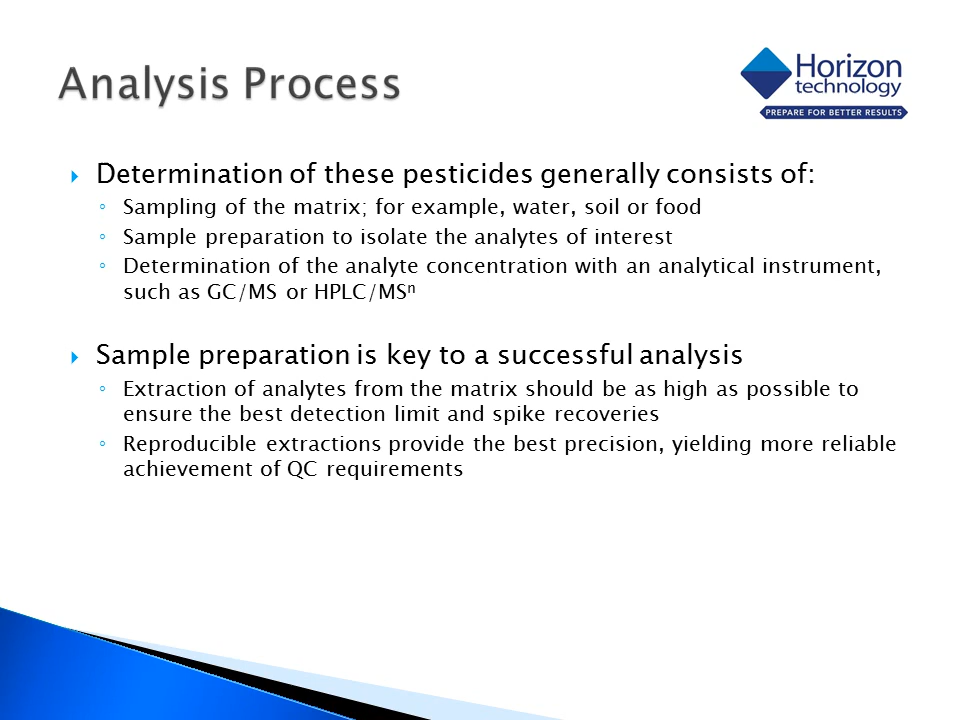 Analysis Process
Horizon
technology
PREPARE FOR BETTER RESULTS
Determination of these pesticides generally consists of:
Sampling of the matrix; for example, water, soil or food
Sample preparation to isolate the analytes of interest
Determination of the analyte concentration with an analytical instrument,
such as GC/MS or HPLC/MSⁿ
Sample preparation is key to a successful analysis
Extraction of analytes from the matrix should be as high as possible to
ensure the best detection limit and spike recoveries
Reproducible extractions provide the best precision, yielding more reliable
achievement of QC requirements